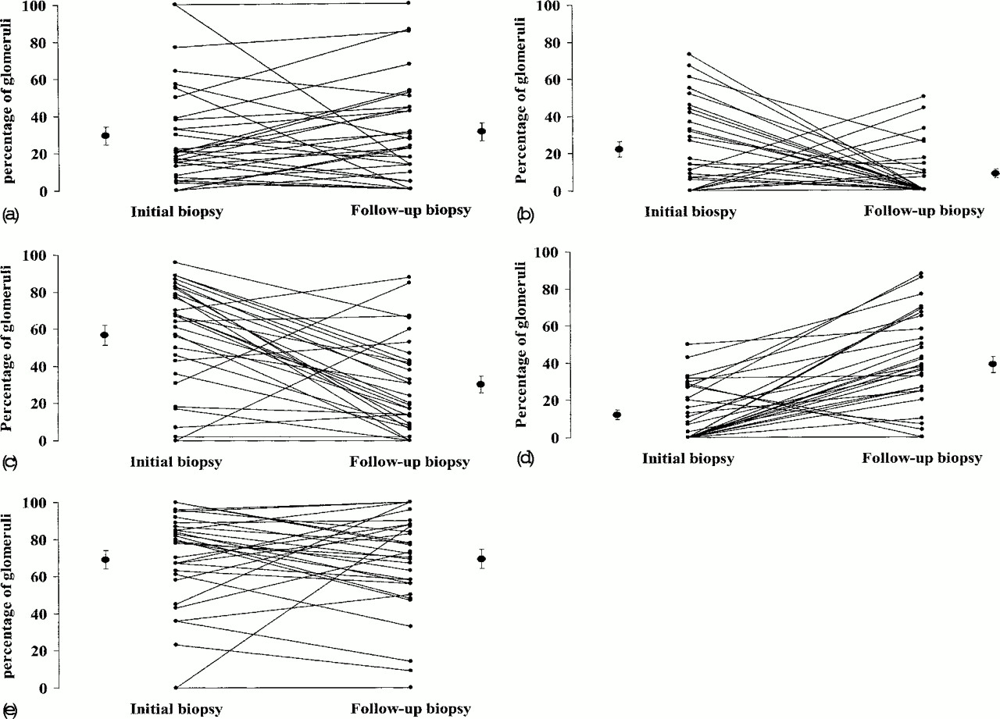 percentage of glomeruli
100
80
60
40
20
0
Initial biopsy
Follow-up biopsy
(a)
Percentage of glomeruli
100
80
60
40
20
0
Initial biospy
Follow-up biopsy
(b)
Percentage of glomeruli
100
80
60
40
20
0
Initial biopsy
Follow-up biopsy
(c)
Percentage of glomeruli
100
80
60
40
20
0
Initial biopsy
Follow-up biopsy
(d)
percentage of glomeruli
100
80
60
40
20
0
Initial biopsy
Follow-up biopsy
(e)